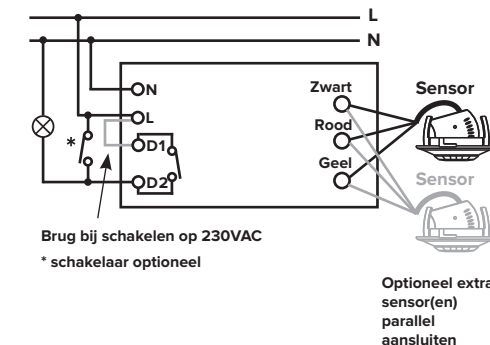 L
N
N
L
D1
D2
*
Zwart
Rood
Geel
Sensor
Sensor
Brug bij schakelen op 230VAC
* schakelaar optioneel
Optioneel extra
sensor(en)
parallel
aansluiten